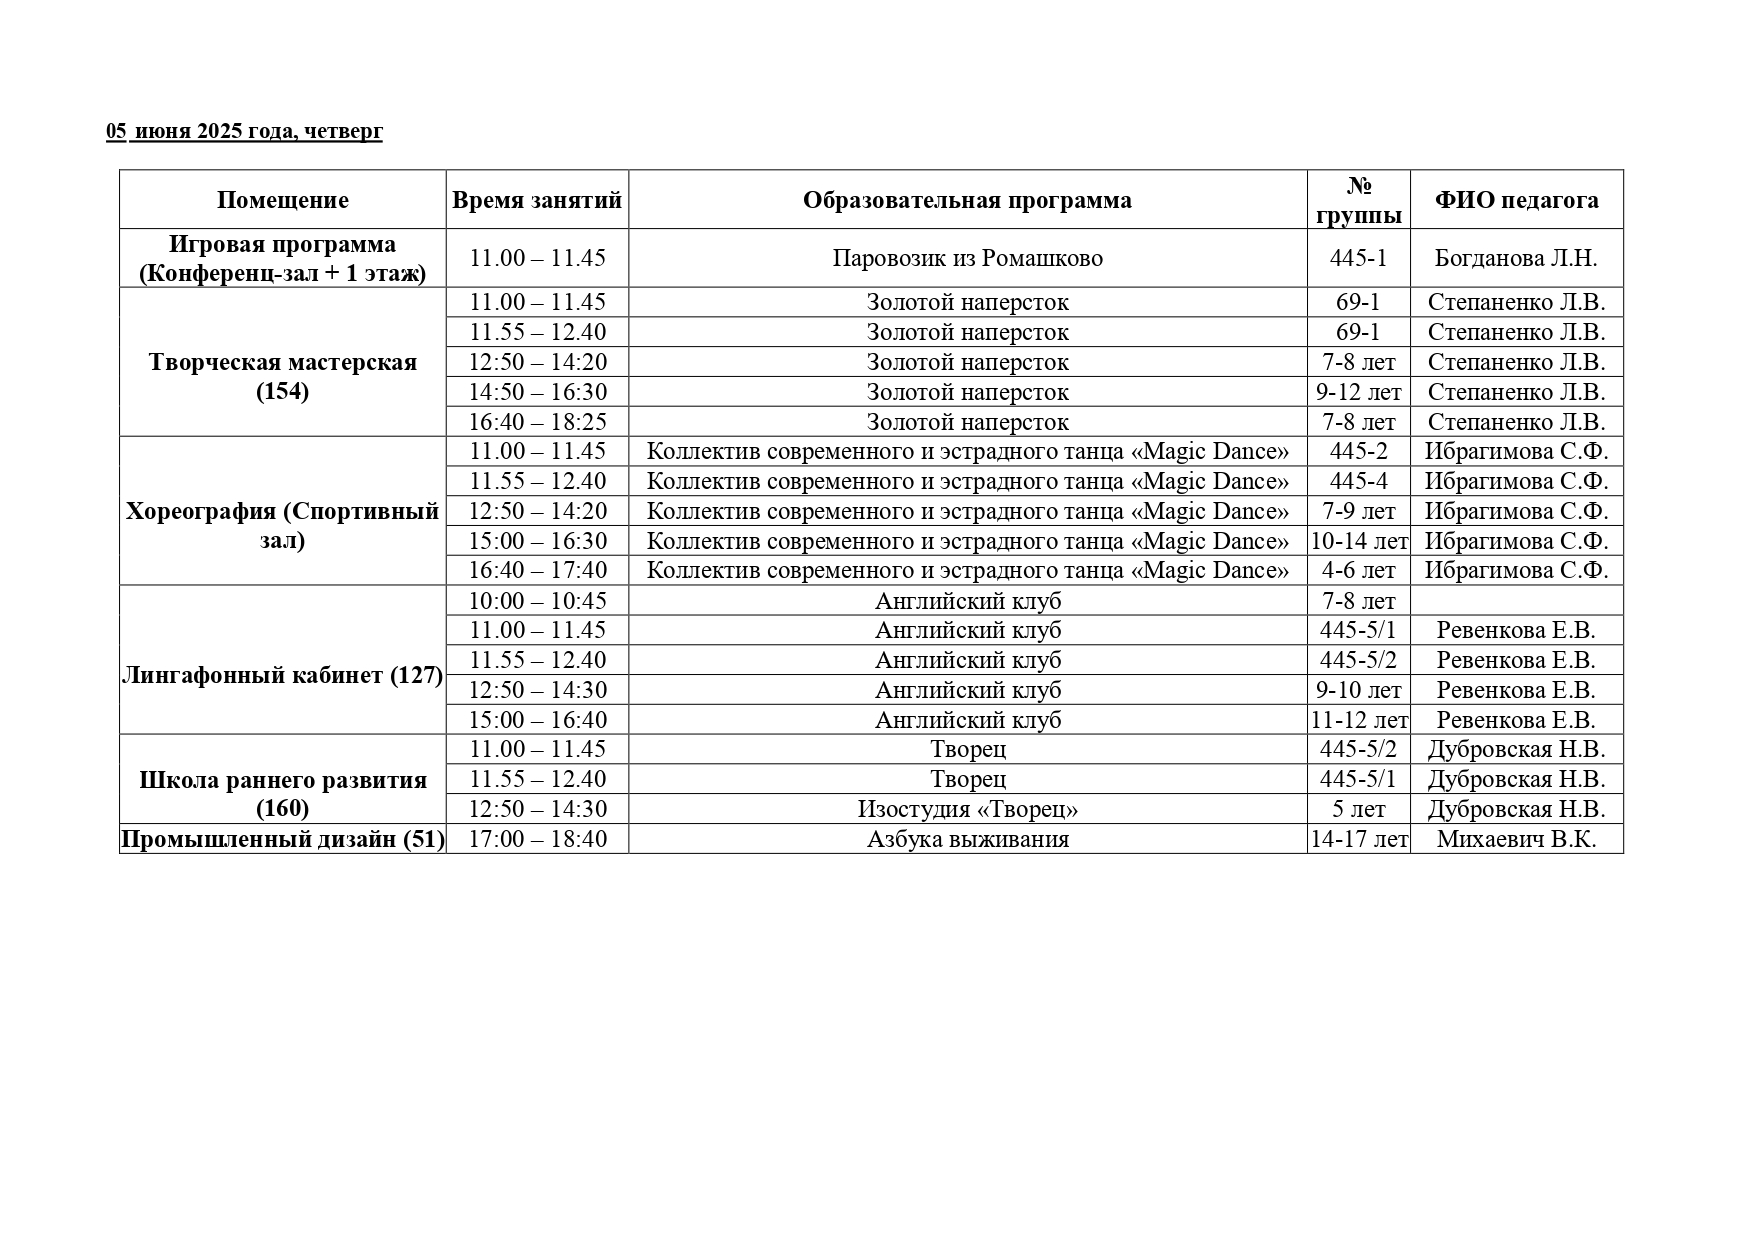 05 июня 2025 года, четверг
Помещение Время занятий Образовательная программа № группы ФИО педагога
Игровая программа (Конференц-зал + 1 этаж) 11.00 – 11.45 Паровозик из Ромашково 445-1 Богданова Л.Н.
Творческая мастерская (154) 11.00 – 11.45 Золотой наперсток 69-1 Степаненко Л.В.
11.55 – 12.40 Золотой наперсток 69-1 Степаненко Л.В.
12:50 – 14:20 Золотой наперсток 7-8 лет Степаненко Л.В.
14:50 – 16:30 Золотой наперсток 9-12 лет Степаненко Л.В.
16:40 – 18:25 Золотой наперсток 7-8 лет Степаненко Л.В.
Хореография (Спортивный зал) 11.00 – 11.45 Коллектив современного и эстрадного танца «Magic Dance» 445-2 Ибрагимова С.Ф.
11.55 – 12.40 Коллектив современного и эстрадного танца «Magic Dance» 445-4 Ибрагимова С.Ф.
12:50 – 14:20 Коллектив современного и эстрадного танца «Magic Dance» 7-9 лет Ибрагимова С.Ф.
15:00 – 16:30 Коллектив современного и эстрадного танца «Magic Dance» 10-14 лет Ибрагимова С.Ф.
16:40 – 17:40 Коллектив современного и эстрадного танца «Magic Dance» 4-6 лет Ибрагимова С.Ф.
Лингафонный кабинет (127) 10:00 – 10:45 Английский клуб 7-8 лет
11.00 – 11.45 Английский клуб 445-5/1 Ревенкова Е.В.
11.55 – 12.40 Английский клуб 445-5/2 Ревенкова Е.В.
12:50 – 14:30 Английский клуб 9-10 лет Ревенкова Е.В.
15:00 – 16:40 Английский клуб 11-12 лет Ревенкова Е.В.
Школа раннего развития (160) 11.00 – 11.45 Творец 445-5/2 Дубровская Н.В.
11.55 – 12.40 Творец 445-5/1 Дубровская Н.В.
12:50 – 14:30 Изостудия «Творец» 5 лет Дубровская Н.В.
Промышленный дизайн (51) 17:00 – 18:40 Азбука выживания 14-17 лет Михаевич В.К.